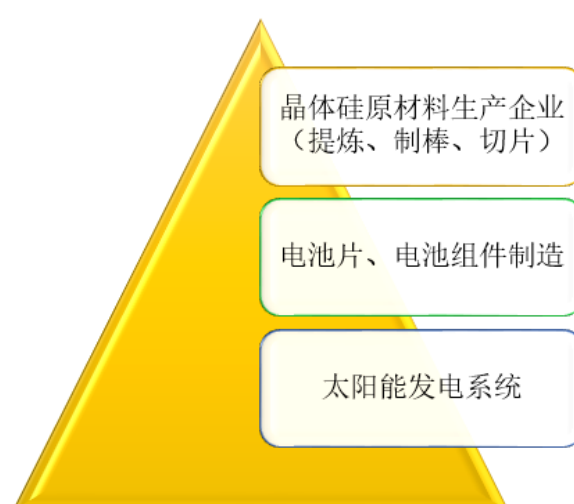 晶体硅原材料生产企业
（提炼、制棒、切片）
电池片、电池组件制造
太阳能发电系统